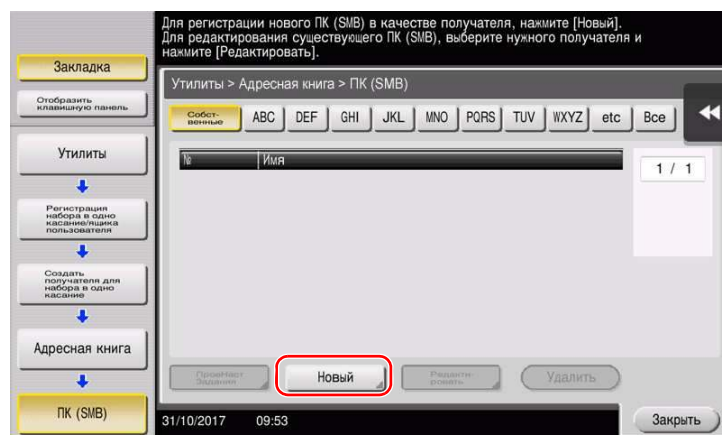 Для регистрации нового ПК (SMB) в качестве получателя, нажмите [Новый].
Для редактирования существующего ПК (SMB), выберите нужного получателя и
нажмите [Редактировать].
Закладка
Отобразить
клавишную панель
Утилиты
Регистрация
набора в одно
касание/ящика
пользователя
Создать
получателя для
набора в одно
касание
Адресная книга
ПК (SMB)
Утилиты > Адресная книга > ПК (SMB)
Собст-
венные
ABC DEF GHI JKL MNO PQRS TUV WXYZ etc Все
№ Имя
1 / 1
Новый
Редакти-
ровать
Удалить
31/10/2017 09:53
Закрыть